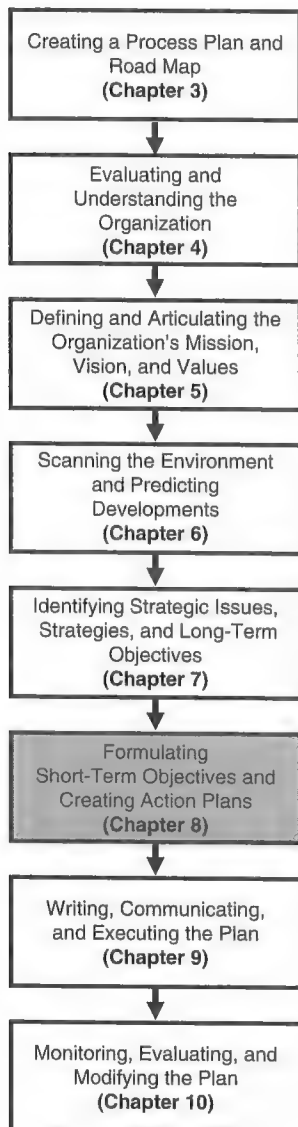 Creating a Process Plan and
Road Map
(Chapter 3)
Evaluating and
Understanding the
Organization
(Chapter 4)
Defining and Articulating the
Organization's Mission,
Vision, and Values
(Chapter 5)
Scanning the Environment
and Predicting
Developments
(Chapter 6)
Identifying Strategic Issues,
Strategies, and Long-Term
Objectives
(Chapter 7)
Formulating
Short-Term Objectives and
Creating Action Plans
(Chapter 8)
Writing, Communicating,
and Executing the Plan
(Chapter 9)
Monitoring, Evaluating, and
Modifying the Plan
(Chapter 10)